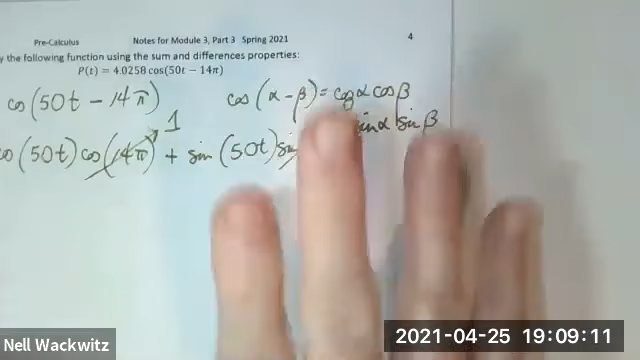 Pre-Calculus Notes for Module 3, Part 3 Spring 2021 4
y the following function using the sum and differences properties:
P(t) = 4.0258 cos(50t − 14π)
cos (50t − 14π) cos (α − β) = cos α cos β
1 sin α sin β
(50t) cos (14π) + sin (50t)
Nell Wackwitz
2021-04-25 19:09:11